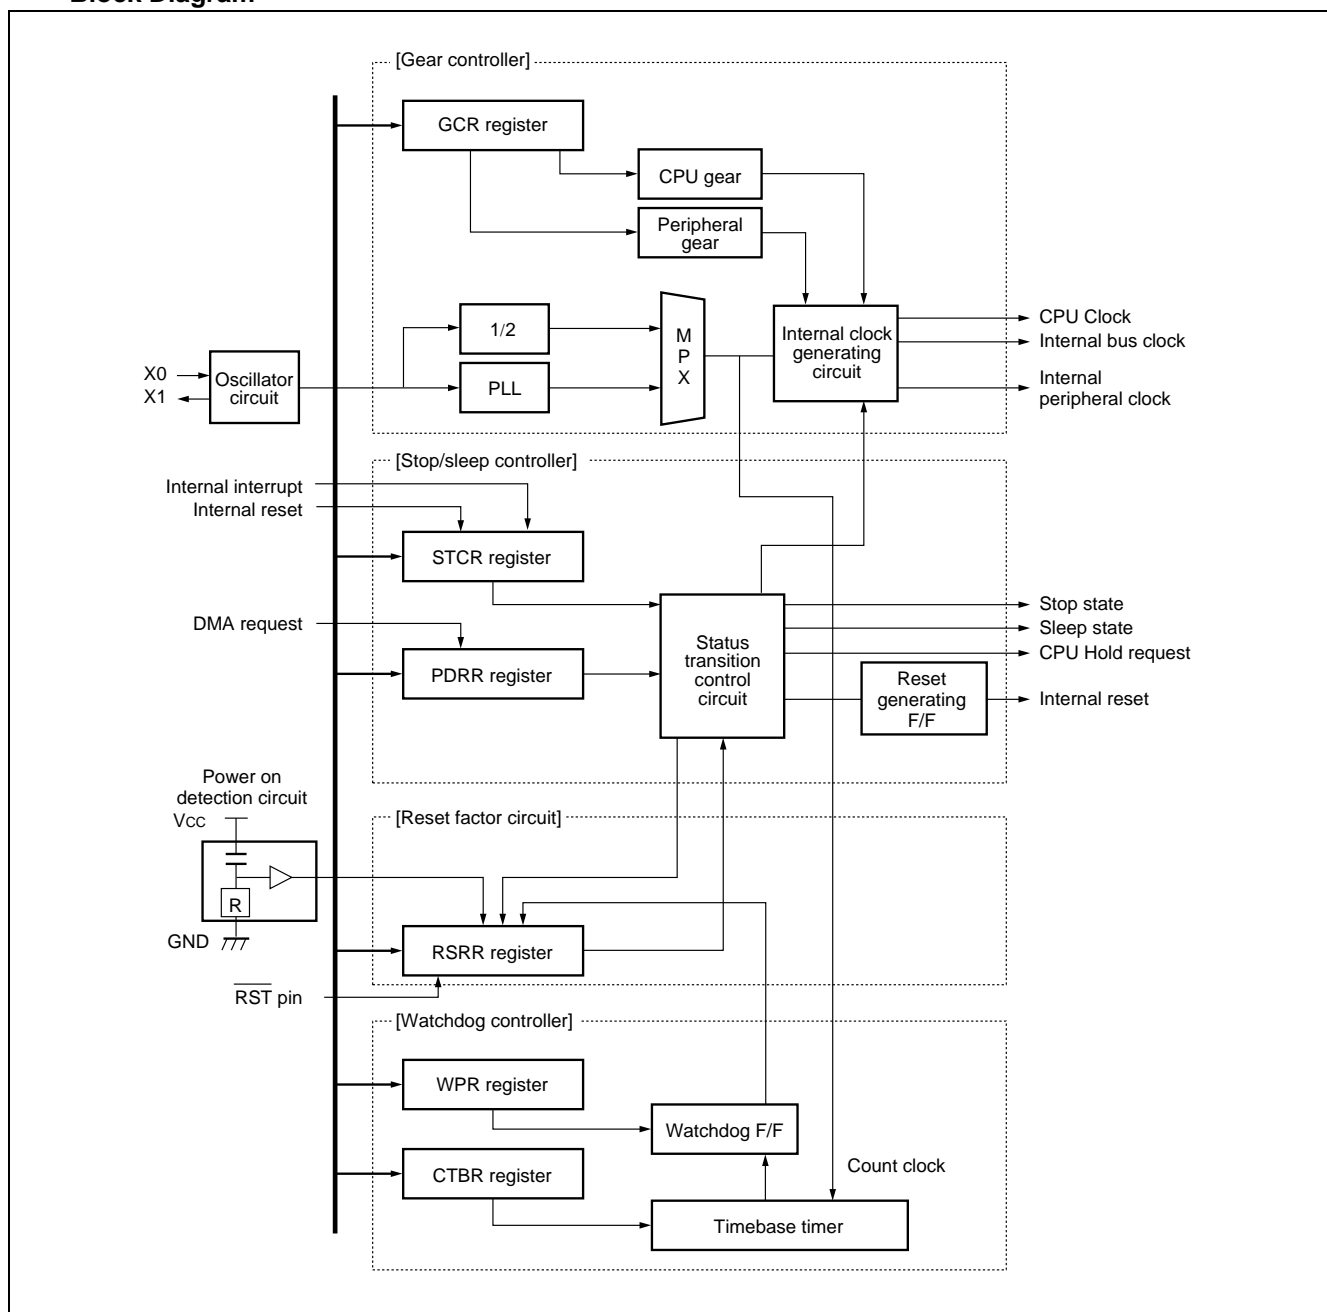 Block Diagram
[Gear controller]
GCR register
CPU gear
Peripheral
gear
1/2
PLL
M
P
X
Internal clock
generating
circuit
CPU Clock
Internal bus clock
Internal
peripheral clock
X0
X1
Oscillator
circuit
[Stop/sleep controller]
Internal interrupt
Internal reset
STCR register
DMA request
PDRR register
Status
transition
control
circuit
Stop state
Sleep state
CPU Hold request
Reset
generating
F/F
Internal reset
Power on
detection circuit
VCC
R
GND
[Reset factor circuit]
RSRR register
RST pin
[Watchdog controller]
WPR register
Watchdog F/F
CTBR register
Count clock
Timebase timer